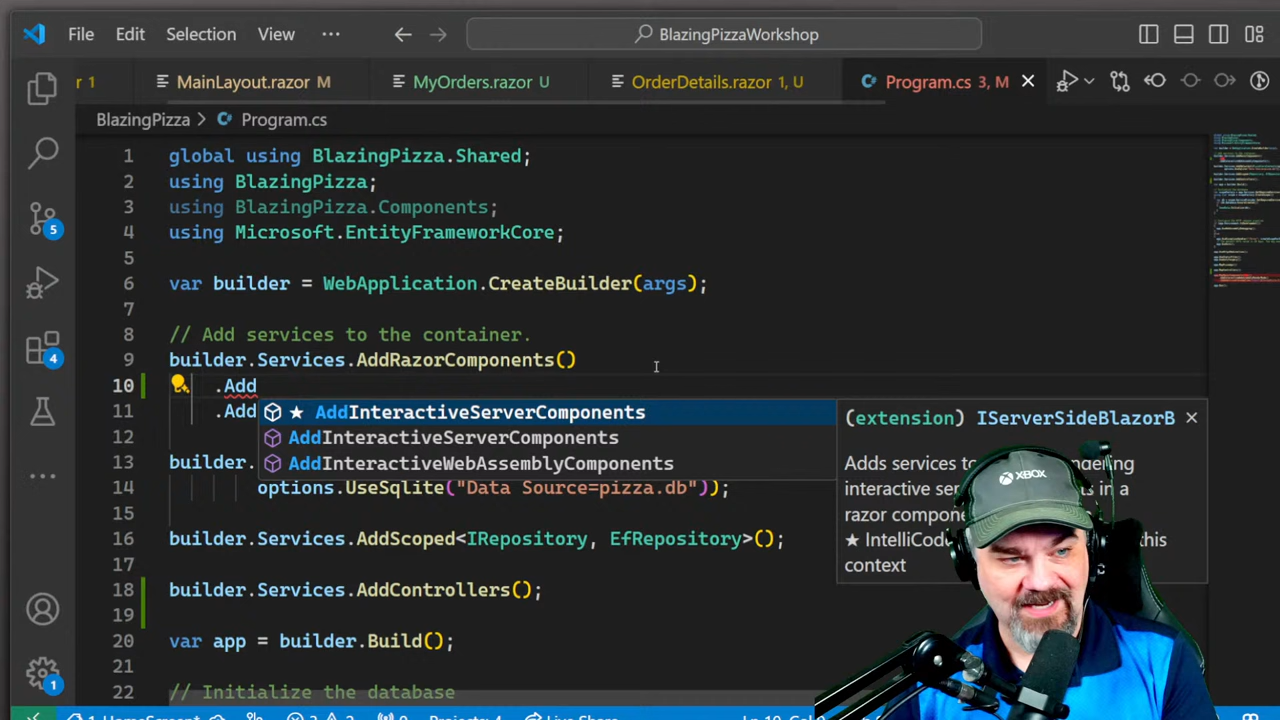 File Edit Selection View ··· BlazingPizzaWorkshop
r 1 MainLayout.razor M MyOrders.razor U OrderDetails.razor 1, U Program.cs 3, M
BlazingPizza > Program.cs
1 global using BlazingPizza.Shared;
2 using BlazingPizza;
3 using BlazingPizza.Components;
4 using Microsoft.EntityFrameworkCore;
5
6 var builder = WebApplication.CreateBuilder(args);
7
8 // Add services to the container.
9 builder.Services.AddRazorComponents()
10 .Add
11 .Add
★ AddInteractiveServerComponents
AddInteractiveServerComponents
AddInteractiveWebAssemblyComponents
(extension) IServerSideBlazorB
Adds services to
interactive
razor
★
this
context
12
13 builder.
14 options.UseSqlite("Data Source=pizza.db"));
15
16 builder.Services.AddScoped<IRepository, EfRepository>();
17
18 builder.Services.AddControllers();
19
20 var app = builder.Build();
21
22 // Initialize the database
5
4
1
XBOX